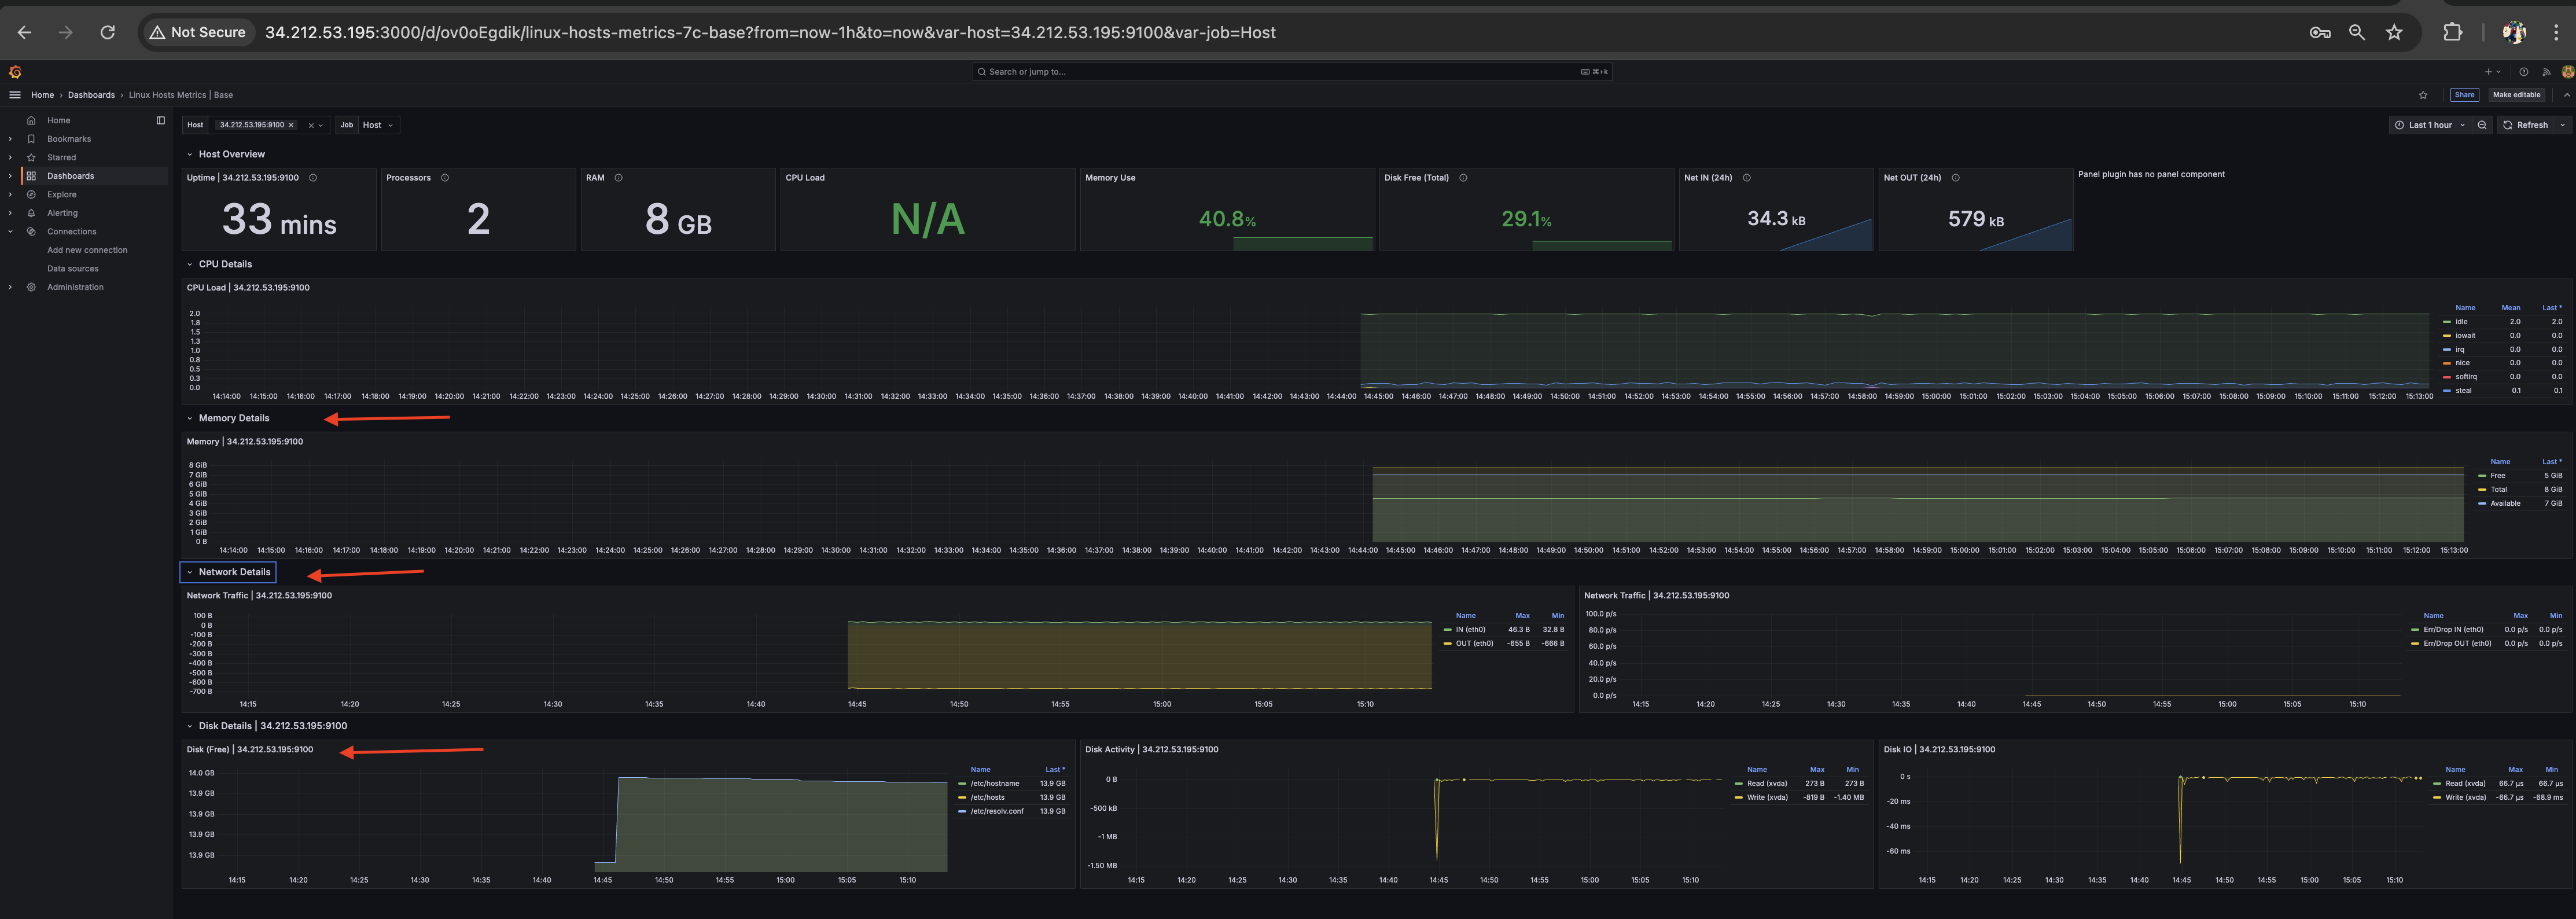 Not Secure 34.212.53.195:3000/d/ov0oEgdik/linux-hosts-metrics-7c-base?from=now-1h&to=now&var-host=34.212.53.195:9100&var-job=Host
Search or jump to... ⌘+k
Home › Dashboards › Linux Hosts Metrics | Base
Share Make editable
Home
Bookmarks
Starred
Dashboards
Explore
Alerting
Connections
Add new connection
Data sources
Administration
Host 34.212.53.195:9100 Job Host
Last 1 hour Refresh
Host Overview
Uptime | 34.212.53.195:9100
33 mins
Processors
2
RAM
8 GB
CPU Load
N/A
Memory Use
40.8%
Disk Free (Total)
29.1%
Net IN (24h)
34.3 kB
Net OUT (24h)
579 kB
Panel plugin has no panel component
CPU Details
CPU Load | 34.212.53.195:9100
2.0
1.8
1.5
1.3
1.0
0.8
0.5
0.3
0.0
14:14:00 14:15:00 14:16:00 14:17:00 14:18:00 14:19:00 14:20:00 14:21:00 14:22:00 14:23:00 14:24:00 14:25:00 14:26:00 14:27:00 14:28:00 14:29:00 14:30:00 14:31:00 14:32:00 14:33:00 14:34:00 14:35:00 14:36:00 14:37:00 14:38:00 14:39:00 14:40:00 14:41:00 14:42:00 14:43:00 14:44:00 14:45:00 14:46:00 14:47:00 14:48:00 14:49:00 14:50:00 14:51:00 14:52:00 14:53:00 14:54:00 14:55:00 14:56:00 14:57:00 14:58:00 14:59:00 15:00:00 15:01:00 15:02:00 15:03:00 15:04:00 15:05:00 15:06:00 15:07:00 15:08:00 15:09:00 15:10:00 15:11:00 15:12:00 15:13:00
Name Mean Last *
idle 2.0 2.0
iowait 0.0 0.0
irq 0.0 0.0
nice 0.0 0.0
softirq 0.0 0.0
steal 0.1 0.1
Memory Details
Memory | 34.212.53.195:9100
8 GiB
7 GiB
6 GiB
5 GiB
4 GiB
3 GiB
2 GiB
1 GiB
0 B
14:14:00 14:15:00 14:16:00 14:17:00 14:18:00 14:19:00 14:20:00 14:21:00 14:22:00 14:23:00 14:24:00 14:25:00 14:26:00 14:27:00 14:28:00 14:29:00 14:30:00 14:31:00 14:32:00 14:33:00 14:34:00 14:35:00 14:36:00 14:37:00 14:38:00 14:39:00 14:40:00 14:41:00 14:42:00 14:43:00 14:44:00 14:45:00 14:46:00 14:47:00 14:48:00 14:49:00 14:50:00 14:51:00 14:52:00 14:53:00 14:54:00 14:55:00 14:56:00 14:57:00 14:58:00 14:59:00 15:00:00 15:01:00 15:02:00 15:03:00 15:04:00 15:05:00 15:06:00 15:07:00 15:08:00 15:09:00 15:10:00 15:11:00 15:12:00 15:13:00
Name Last *
Free 5 GiB
Total 8 GiB
Available 7 GiB
Network Details
Network Traffic | 34.212.53.195:9100
100 B
0 B
-100 B
-200 B
-300 B
-400 B
-500 B
-600 B
-700 B
14:15 14:20 14:25 14:30 14:35 14:40 14:45 14:50 14:55 15:00 15:05 15:10
Name Max Min
IN (eth0) 46.3 B 32.8 B
OUT (eth0) -655 B -666 B
Network Traffic | 34.212.53.195:9100
100.0 p/s
80.0 p/s
60.0 p/s
40.0 p/s
20.0 p/s
0.0 p/s
14:15 14:20 14:25 14:30 14:35 14:40 14:45 14:50 14:55 15:00 15:05 15:10
Name Max Min
Err/Drop IN (eth0) 0.0 p/s 0.0 p/s
Err/Drop OUT (eth0) 0.0 p/s 0.0 p/s
Disk Details | 34.212.53.195:9100
Disk (Free) | 34.212.53.195:9100
14.0 GB
13.9 GB
13.9 GB
13.9 GB
13.9 GB
14:15 14:20 14:25 14:30 14:35 14:40 14:45 14:50 14:55 15:00 15:05 15:10
Name Last *
/etc/hostname 13.9 GB
/etc/hosts 13.9 GB
/etc/resolv.conf 13.9 GB
Disk Activity | 34.212.53.195:9100
0 B
-500 kB
-1 MB
-1.50 MB
14:15 14:20 14:25 14:30 14:35 14:40 14:45 14:50 14:55 15:00 15:05 15:10
Name Max Min
Read (xvda) 273 B 273 B
Write (xvda) -819 B -1.40 MB
Disk IO | 34.212.53.195:9100
0 s
-20 ms
-40 ms
-60 ms
14:15 14:20 14:25 14:30 14:35 14:40 14:45 14:50 14:55 15:00 15:05 15:10
Name Max Min
Read (xvda) 66.7 µs 66.7 µs
Write (xvda) -66.7 µs -68.9 ms